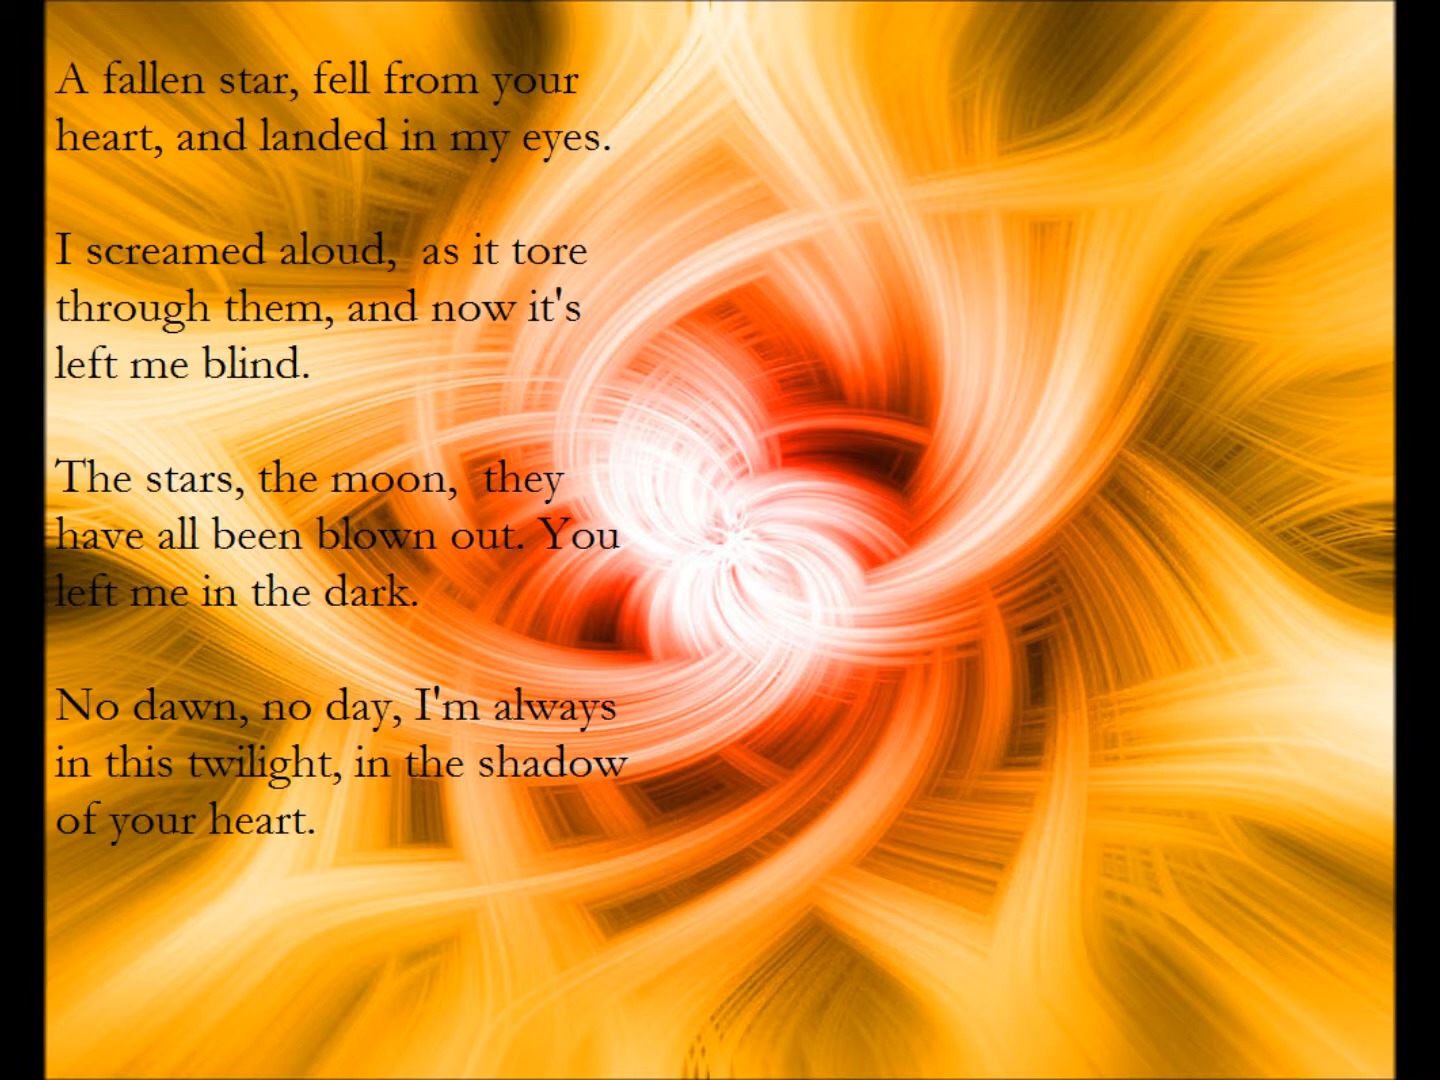 A fallen star, fell from your
heart, and landed in my eyes.
I screamed aloud,  as it tore
through them, and now it's
left me blind.
The stars, the moon,  they
have all been blown out. You
left me in the dark.
No dawn, no day, I'm always
in this twilight, in the shadow
of your heart.